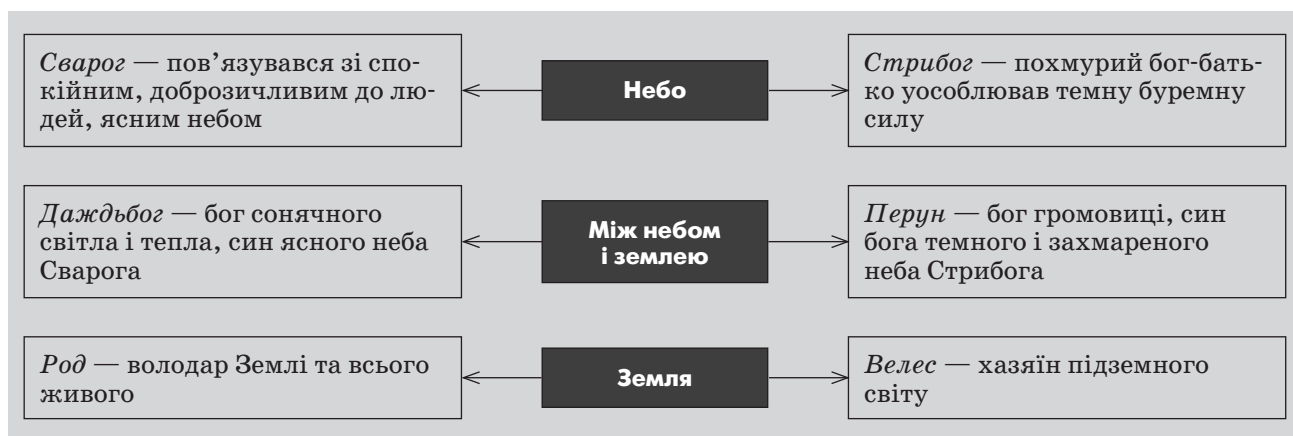 Сварог — пов’язувався зі спо-
кійним, доброзичливим до лю-
дей, ясним небом
Небо
Стрибог — похмурий бог-бать-
ко уособлював темну буремну
силу
Даждьбог — бог сонячного
світла і тепла, син ясного неба
Сварога
Між небом
і землею
Перун — бог громовиці, син
бога темного і захмареного
неба Стрибога
Род — володар Землі та всього
живого
Земля
Велес — хазяїн підземного
світу